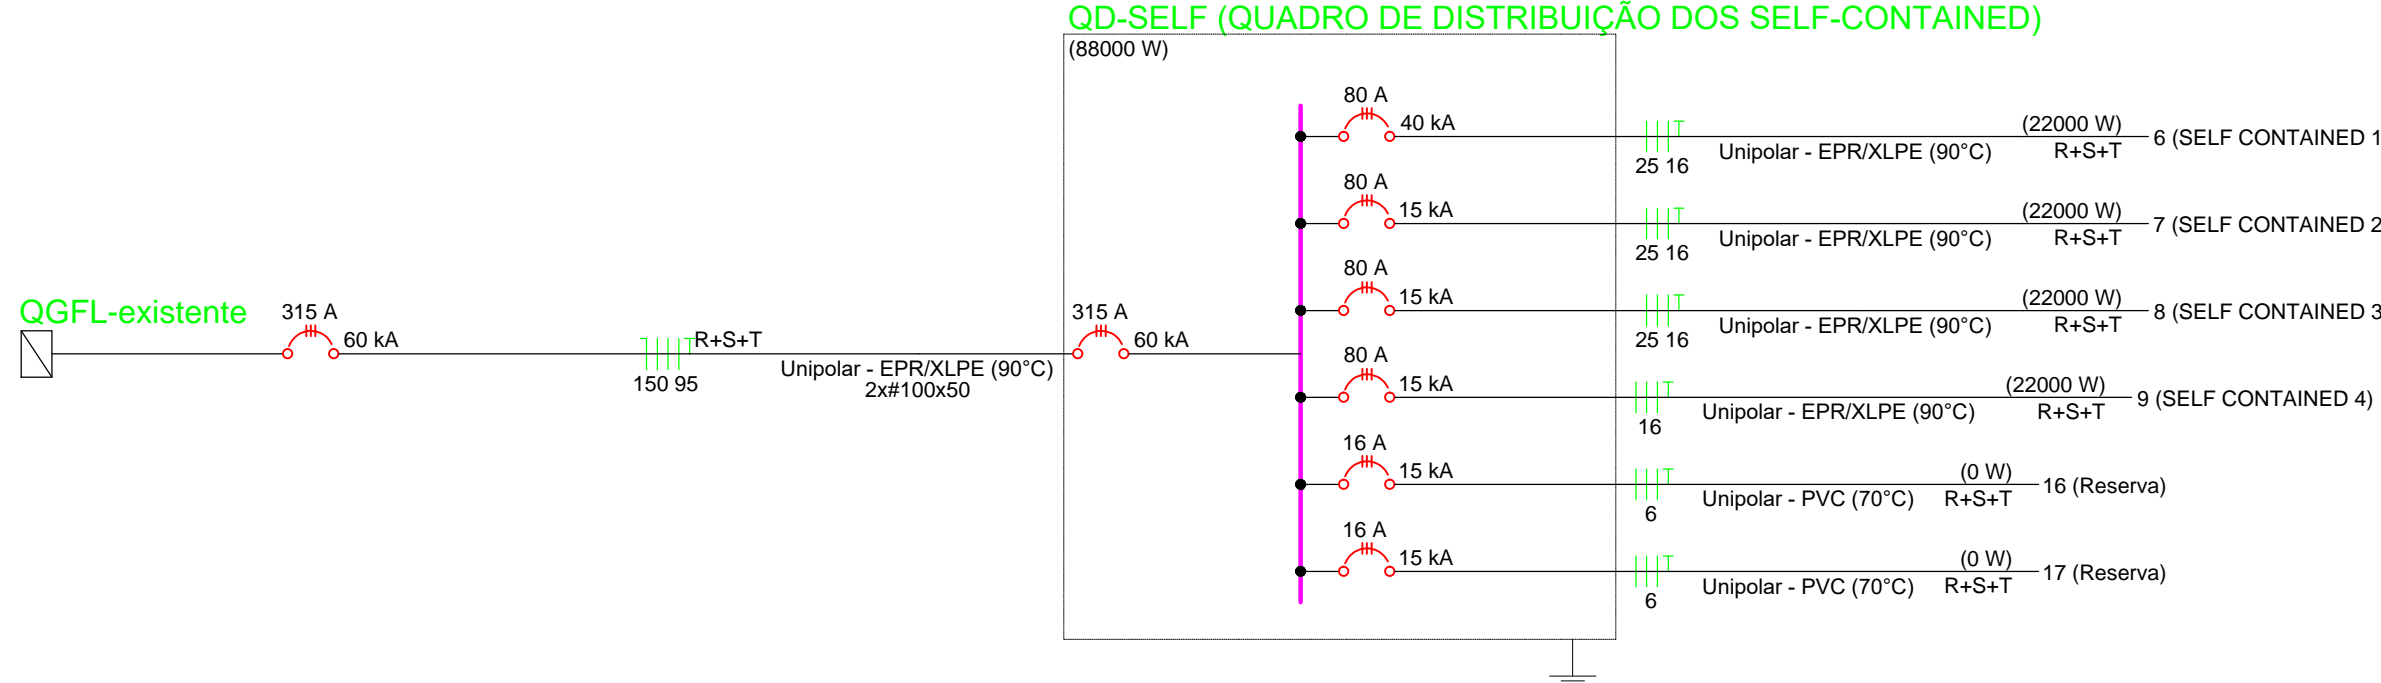 QD-SELF (QUADRO DE DISTRIBUIÇÃO DOS SELF-CONTAINED)
(88000 W)
80 A
40 kA
25 16
Unipolar - EPR/XLPE (90°C)
(22000 W)
R+S+T
6 (SELF CONTAINED 1
80 A
15 kA
25 16
Unipolar - EPR/XLPE (90°C)
(22000 W)
R+S+T
7 (SELF CONTAINED 2
80 A
15 kA
25 16
Unipolar - EPR/XLPE (90°C)
(22000 W)
R+S+T
8 (SELF CONTAINED 3
QGFL-existente
315 A
60 kA
150 95
R+S+T
Unipolar - EPR/XLPE (90°C)
2x#100x50
315 A
60 kA
80 A
15 kA
16
Unipolar - EPR/XLPE (90°C)
(22000 W)
R+S+T
9 (SELF CONTAINED 4)
16 A
15 kA
6
Unipolar - PVC (70°C)
(0 W)
R+S+T
16 (Reserva)
16 A
15 kA
6
Unipolar - PVC (70°C)
(0 W)
R+S+T
17 (Reserva)